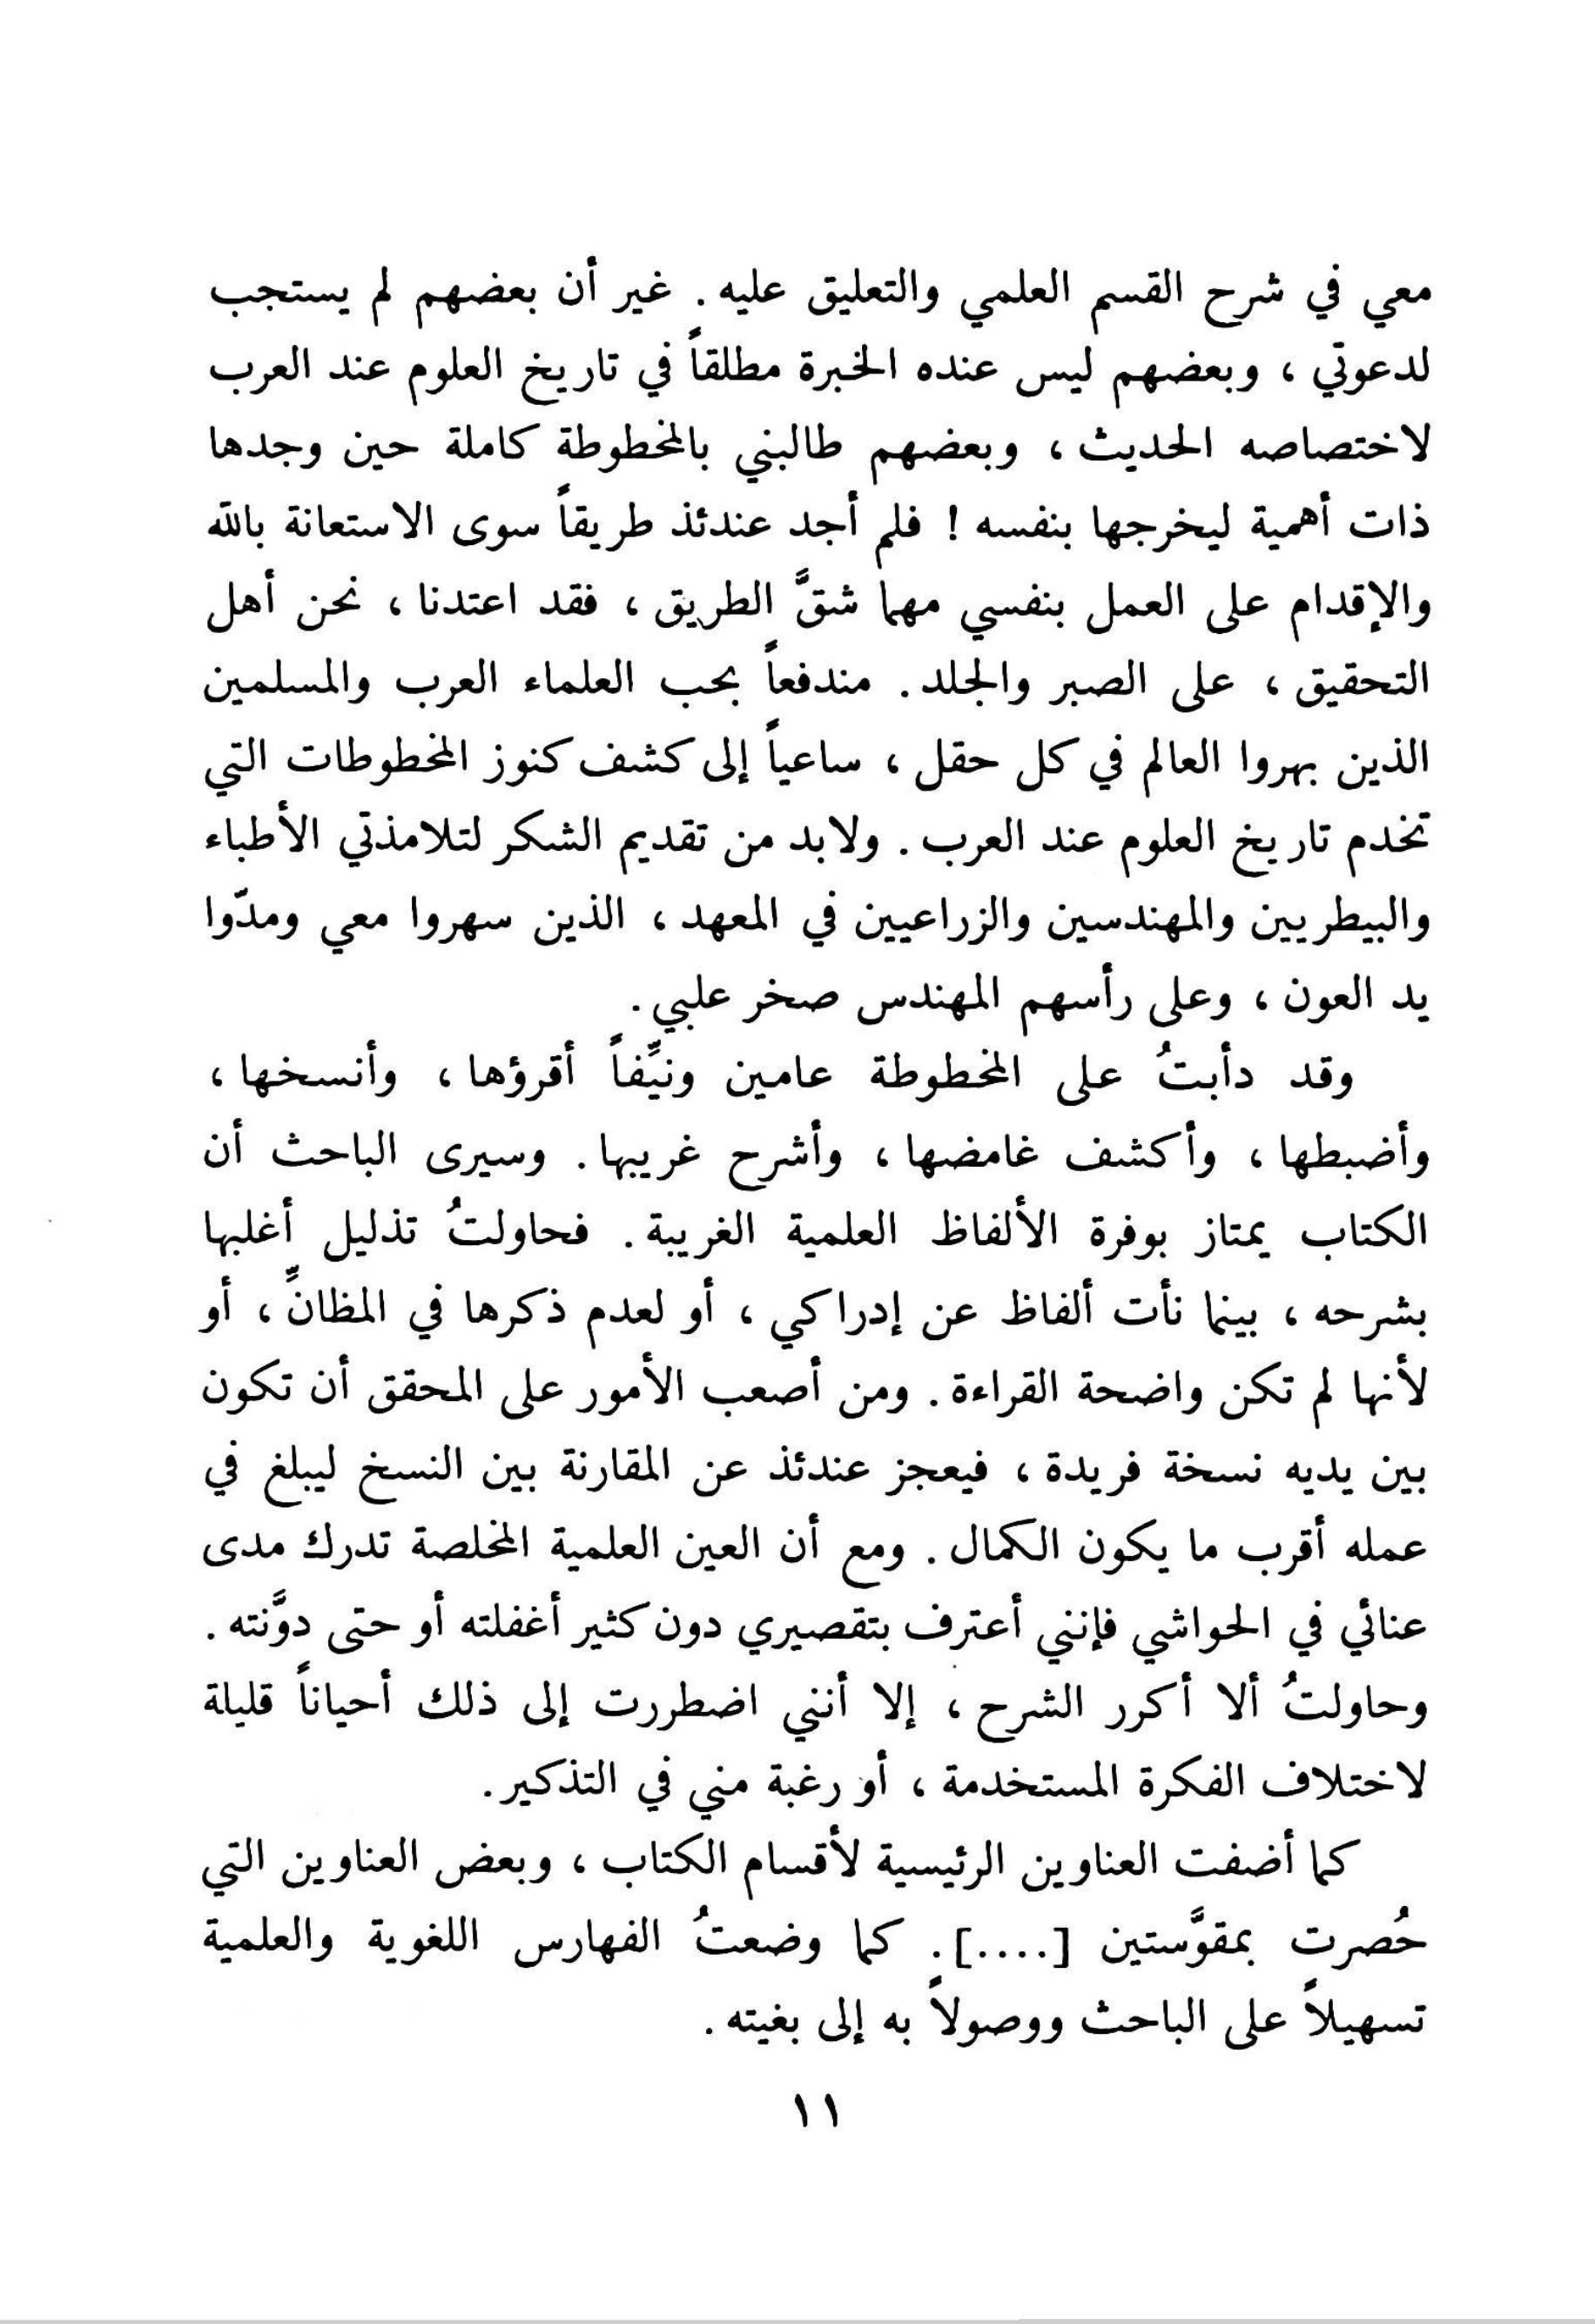 معي في شرح القسم العلمي والتعليق عليه . غير أن بعضهم لم يستجب
لدعوتي ، وبعضهم ليس عنده الخبرة مطلقاً في تاريخ العلوم عند العرب
لاختصاصه الحديث ، وبعضهم طالبني بالمخطوطة كاملة حين وجدها
ذات أهمية ليخرجها بنفسه ! فلم أجد عندئذ طريقاً سوى الاستعانة بالله
والإقدام على العمل بنفسي مهما شقَّ الطريق ، فقد اعتدنا ، نحن أهل
التحقيق ، على الصبر والجلد . مندفعاً بحب العلماء العرب والمسلمين
الذين بهروا العالم في كل حقل ، ساعياً إلى كشف كنوز المخطوطات التي
تخدم تاريخ العلوم عند العرب . ولابد من تقديم الشكر لتلامذتي الأطباء
والبيطريين والمهندسين والزراعيين في المعهد ، الذين سهروا معي ومدّوا
يد العون ، وعلى رأسهم المهندس صخر علبي .
وقد دأبتُ على المخطوطة عامين ونيِّفاً أقرؤها ، وأنسخها ،
وأضبطها ، وأكشف غامضها ، وأشرح غريبها . وسيرى الباحث أن
الكتاب يمتاز بوفرة الألفاظ العلمية الغريبة . فحاولتُ تذليل أغلبها
بشرحه ، بينما نأت ألفاظ عن إدراكي ، أو لعدم ذكرها في المظانِّ ، أو
لأنها لم تكن واضحة القراءة . ومن أصعب الأمور على المحقق أن تكون
بين يديه نسخة فريدة ، فيعجز عندئذ عن المقارنة بين النسخ ليبلغ في
عمله أقرب ما يكون الكمال . ومع أن العين العلمية المخلصة تدرك مدى
عنائي في الحواشي فإنني أعترف بتقصيري دون كثير أغفلته أو حتى دوَّنته .
وحاولتُ ألا أكرر الشرح ، إلا أنني اضطررت إلى ذلك أحياناً قليلة
لاختلاف الفكرة المستخدمة ، أو رغبة مني في التذكير .
كما أضفت العناوين الرئيسية لأقسام الكتاب ، وبعض العناوين التي
حُصرت بمقوَّستين [....] . كما وضعتُ الفهارس اللغوية والعلمية
تسهيلاً على الباحث ووصولاً به إلى بغيته .
١١